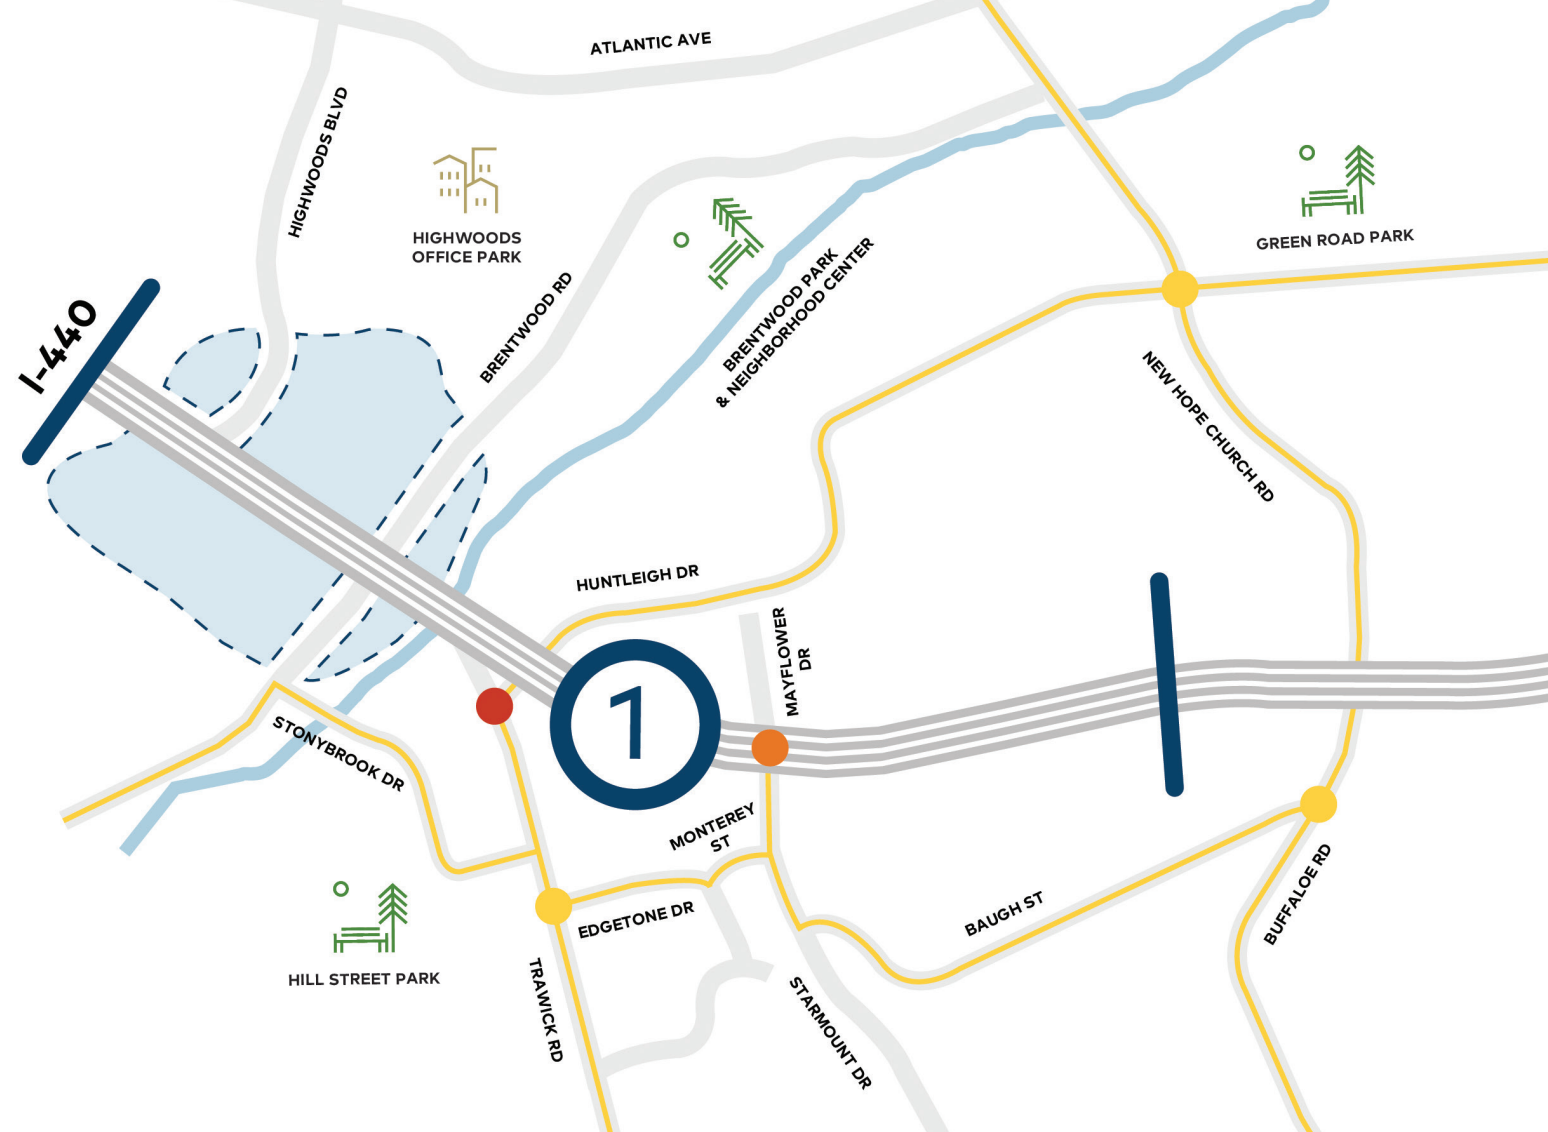 ATLANTIC AVE
HIGHWOODS BLVD
HIGHWOODS
OFFICE PARK
GREEN ROAD PARK
BRENTWOOD RD
BRENTWOOD PARK
& NEIGHBORHOOD CENTER
I-440
NEW HOPE CHURCH RD
HUNTLEIGH DR
MAYFLOWER
DR
1
STONYBROOK DR
MONTEREY
ST
EDGETONE DR
BAUGH ST
BUFFALOE RD
HILL STREET PARK
TRAWICK RD
STARMOUNT DR